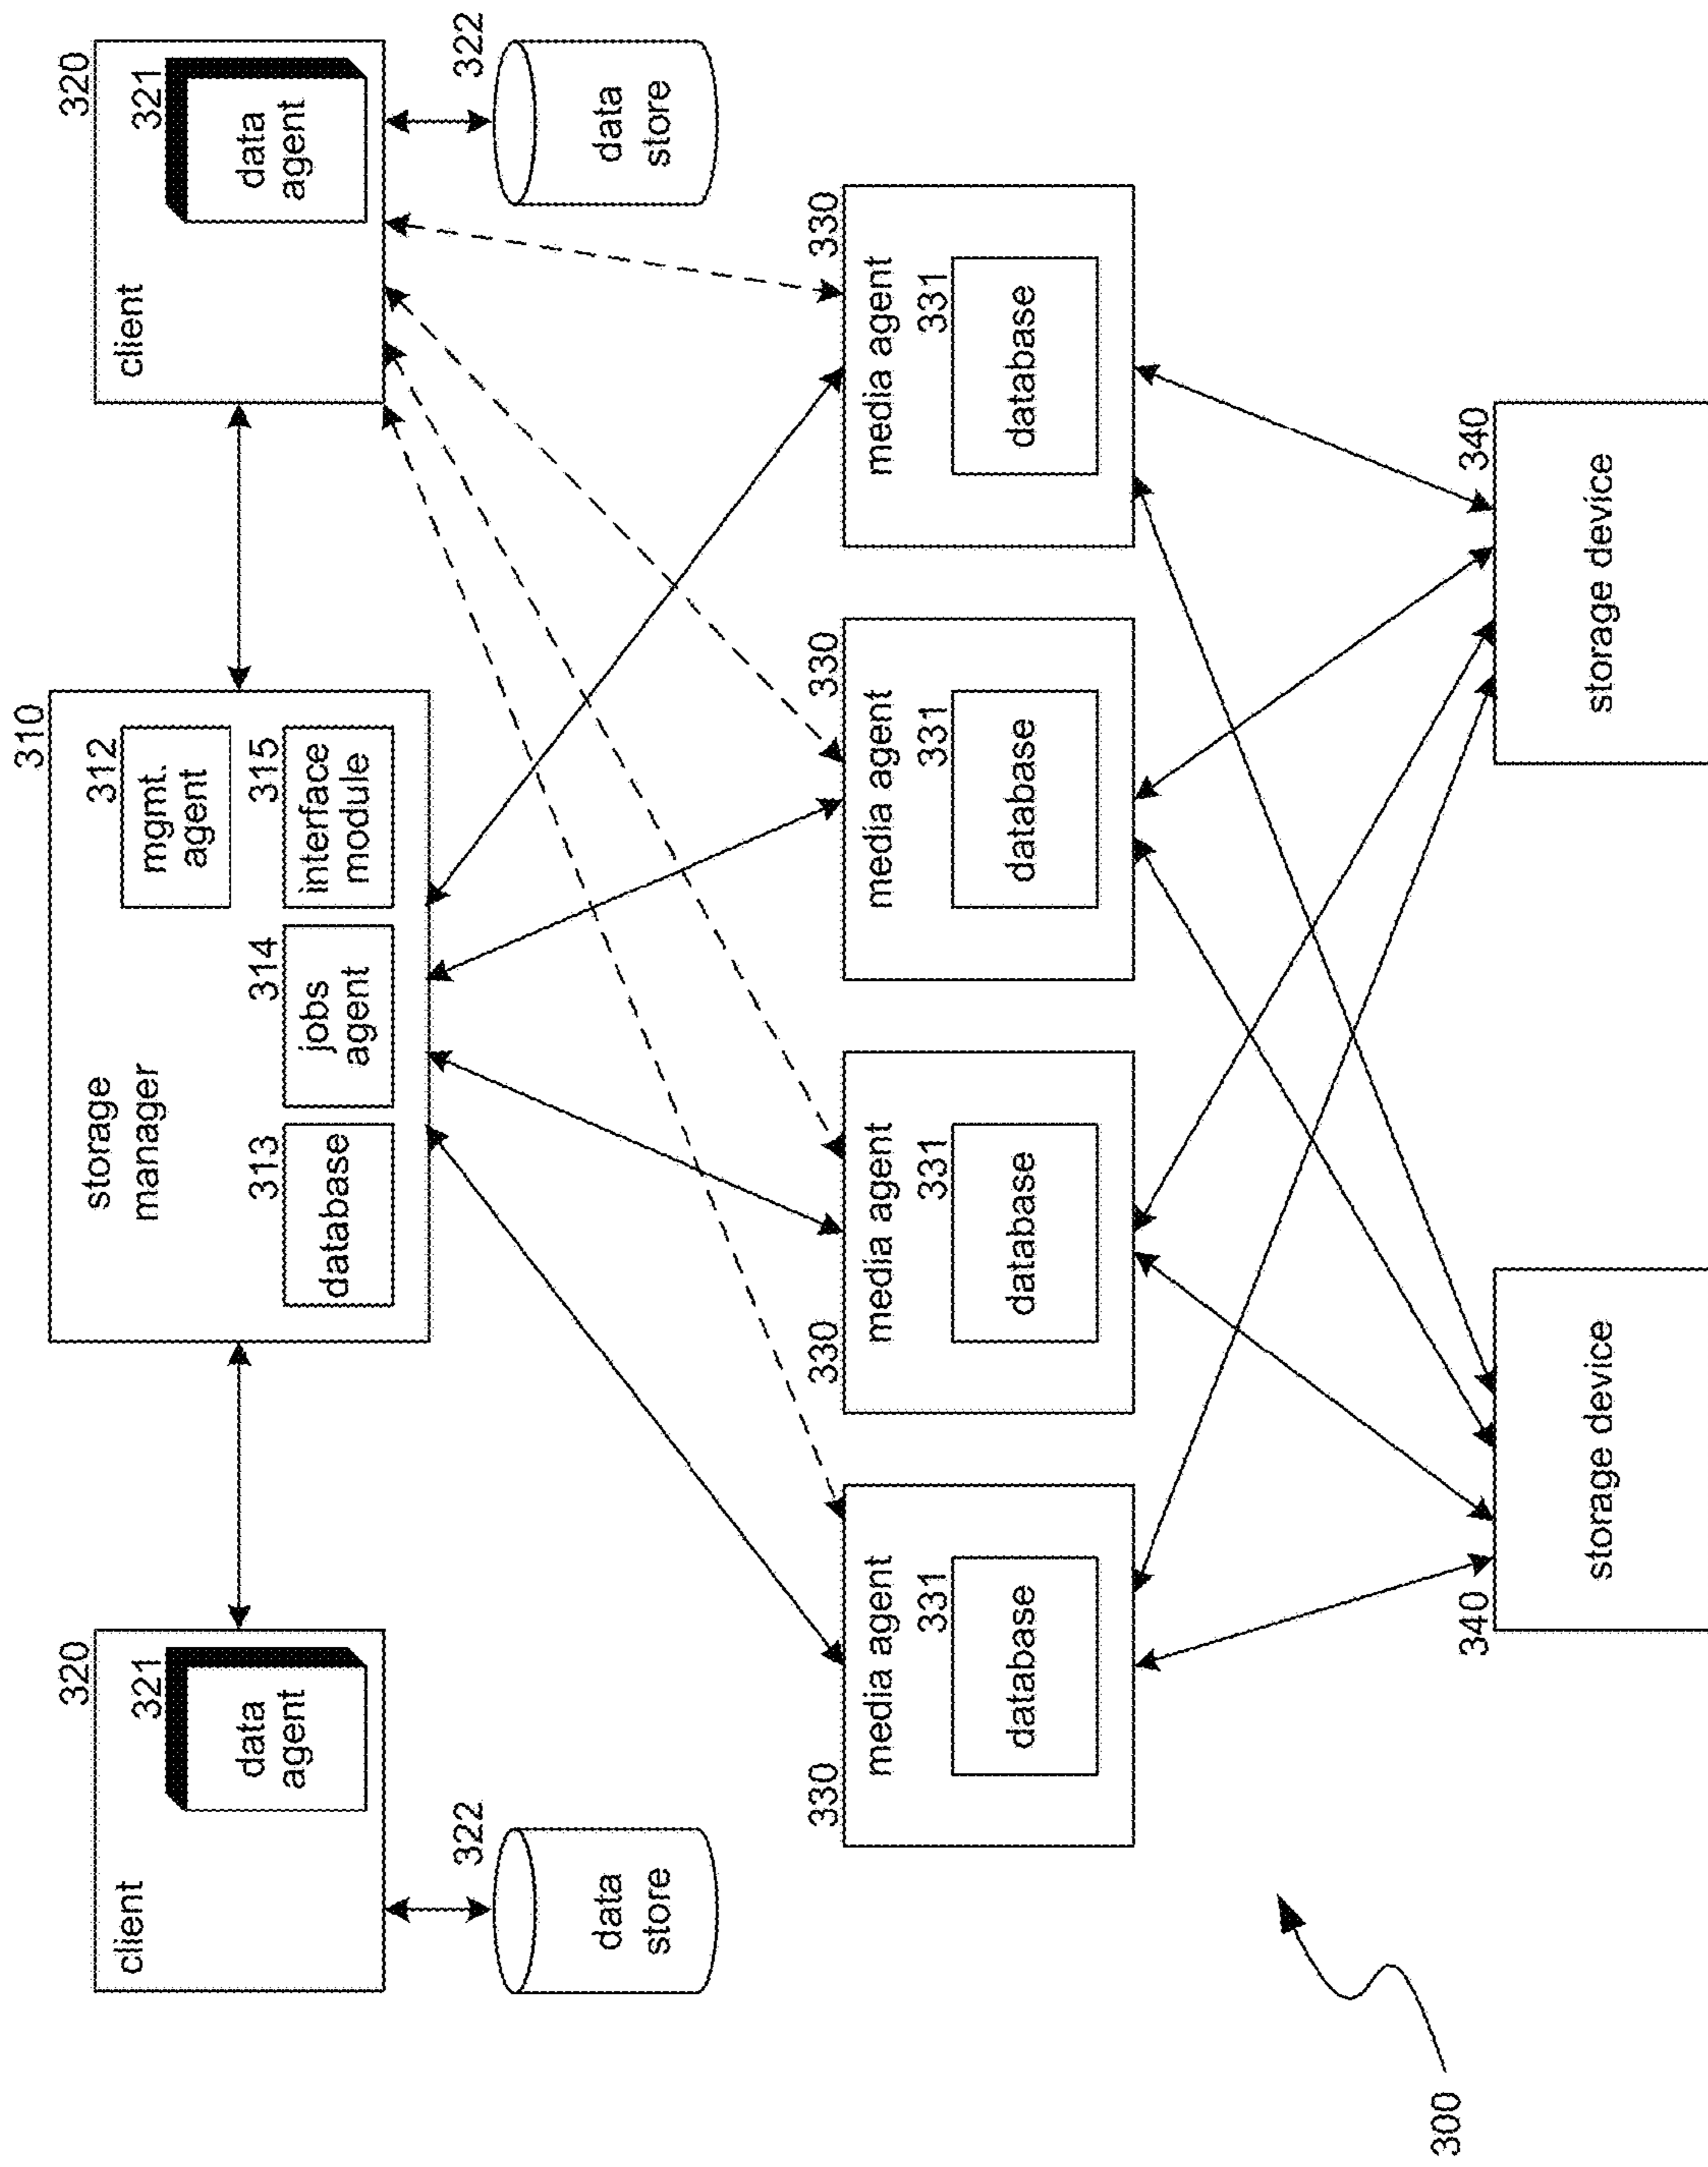 310
storage
manager
312
mgmt.
agent
313
database
314
jobs
agent
315
interface
module
320
client
321
data
agent
322
data
store
320
client
321
data
agent
322
data
store
330
media agent
331
database
330
media agent
331
database
330
media agent
331
database
330
media agent
331
database
340
storage device
340
storage device
300